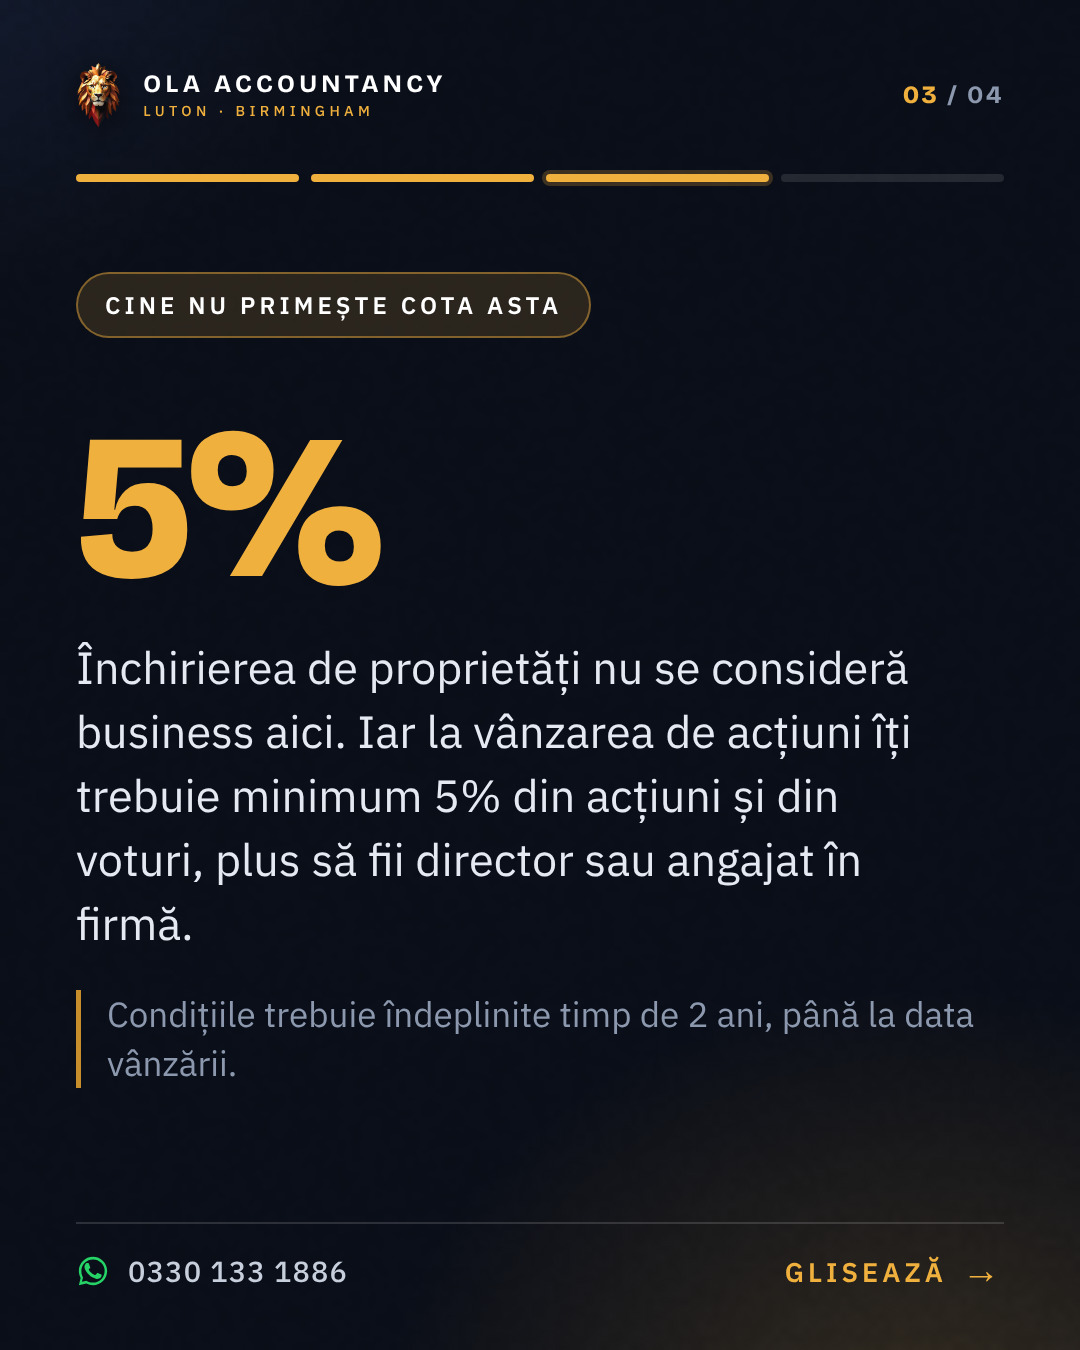 OLA ACCOUNTANCY
LUTON · BIRMINGHAM
03 / 04
CINE NU PRIMEȘTE COTA ASTA
5%
Închirierea de proprietăți nu se consideră
business aici. Iar la vânzarea de acțiuni îți
trebuie minimum 5% din acțiuni și din
voturi, plus să fii director sau angajat în
firmă.
Condițiile trebuie îndeplinite timp de 2 ani, până la data
vânzării.
0330 133 1886
GLISEAZĂ →